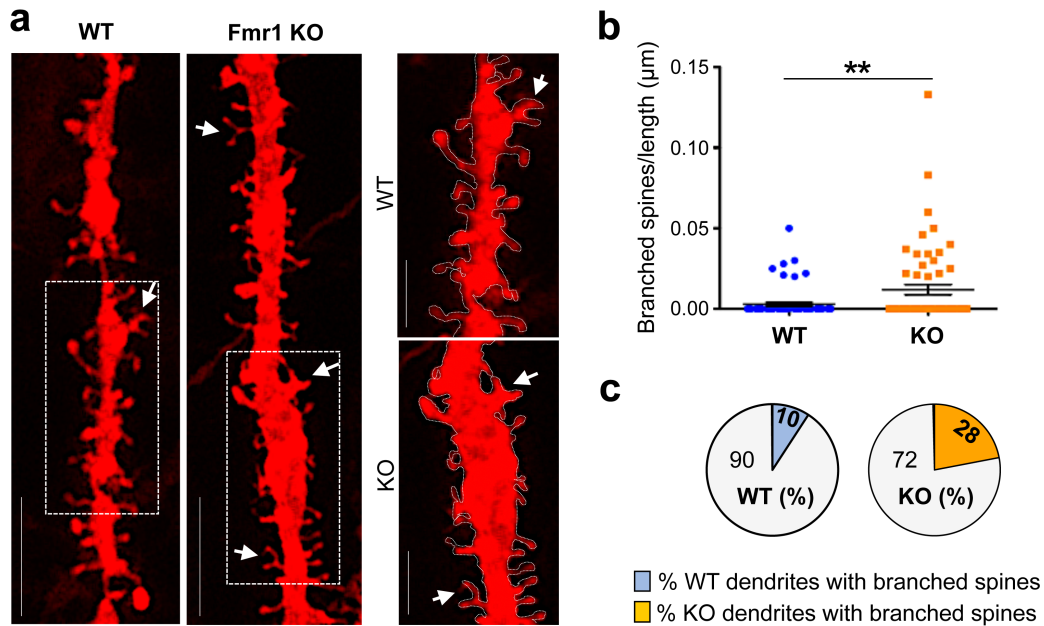 a
WT
Fmr1 KO
WT
KO
b
Branched spines/length (µm)
0.15
0.10
0.05
0.00
**
WT
KO
c
10
90
WT (%)
28
72
KO (%)
% WT dendrites with branched spines
% KO dendrites with branched spines